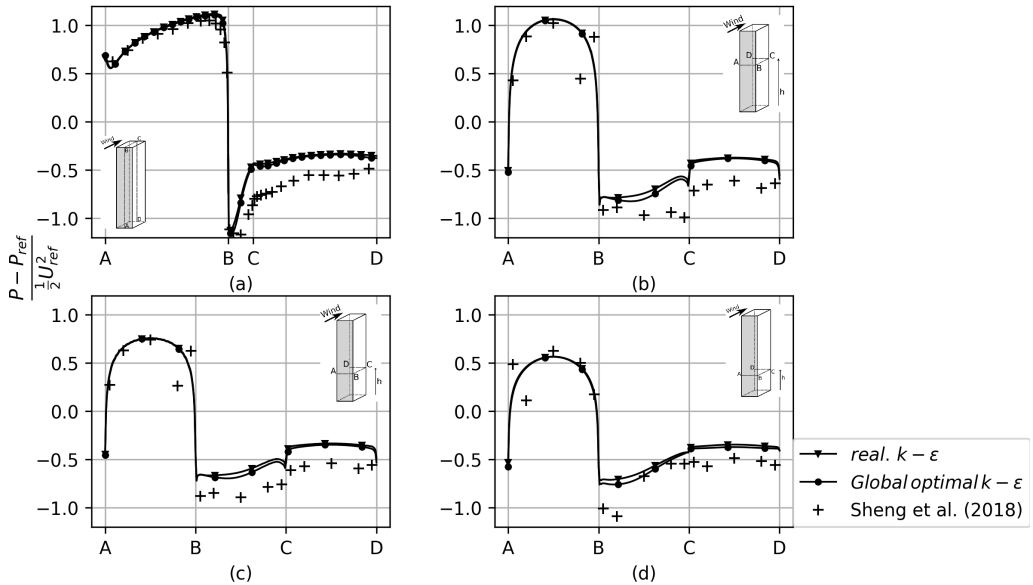 1.0
0.5
0.0
−0.5
−1.0
A B C D
(a)
Wind
B C
A D
1.0
0.5
0.0
−0.5
−1.0
A B C D
(b)
Wind
D C
A B
h
P − P_ref
1/2 U²_ref
1.0
0.5
0.0
−0.5
−1.0
A B C D
(c)
Wind
D C
A B
h
1.0
0.5
0.0
−0.5
−1.0
A B C D
(d)
Wind
D C
A B
h
real. k − ε
Global optimal k − ε
Sheng et al. (2018)